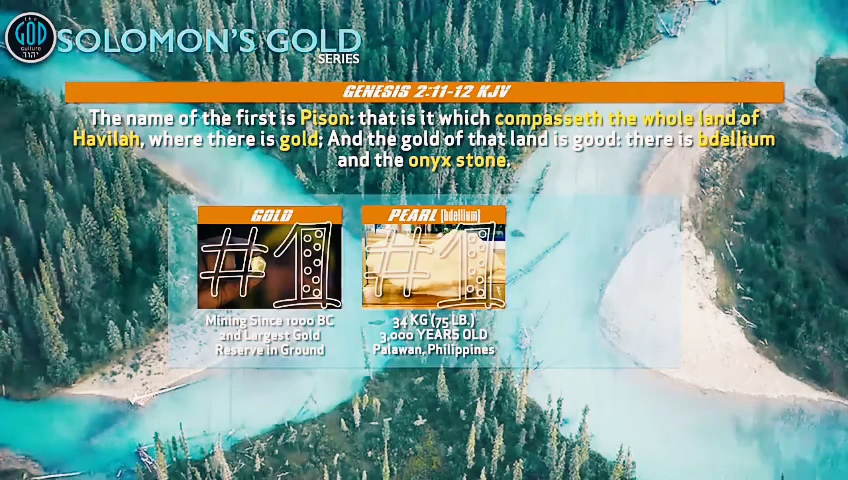 the
GOD
culture
יהוה
SOLOMON'S GOLD
SERIES
GENESIS 2:11-12 KJV
The name of the first is Pison: that is it which compasseth the whole land of
Havilah, where there is gold; And the gold of that land is good: there is bdellium
and the onyx stone.
GOLD
#1
Mining Since 1000 BC
2nd Largest Gold
Reserve in Ground
PEARL (bdellium)
#1
34 KG (75 LB.)
3,000 YEARS OLD
Palawan, Philippines